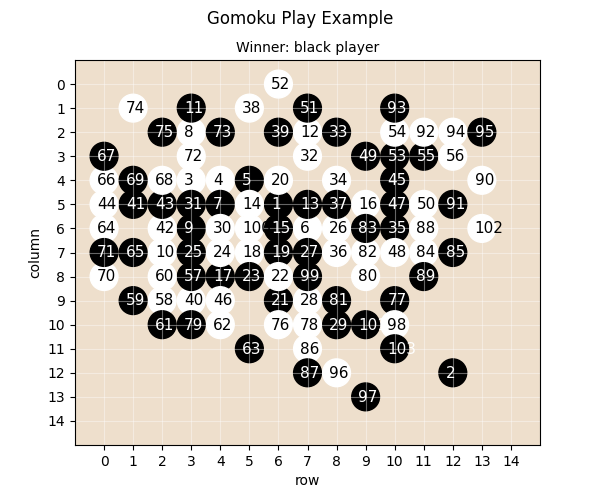 Gomoku Play Example
Winner: black player
0 52
1 74 11 38 51 93
2 75 8 73 39 12 33 54 92 94 95
3 67 72 32 49 53 55 56
4 66 69 68 3 4 5 20 34 45 90
5 44 41 43 31 7 14 1 13 37 16 47 50 91
6 64 42 9 30 100 15 6 26 83 35 88 102
7 71 65 10 25 24 18 19 27 36 82 48 84 85
8 70 60 57 17 23 22 99 80 89
9 59 58 40 46 21 28 81 77
10 61 79 62 76 78 29 10 98
11 63 86 103
12 87 96 2
13 97
14
0 1 2 3 4 5 6 7 8 9 10 11 12 13 14
row
column